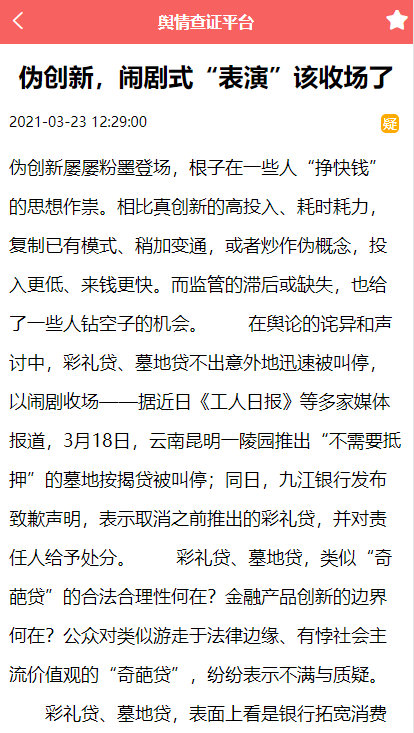 舆情查证平台
伪创新，闹剧式“表演”该收场了
2021-03-23 12:29:00
疑
伪创新屡屡粉墨登场，根子在一些人“挣快钱”
的思想作祟。相比真创新的高投入、耗时耗力，
复制已有模式、稍加变通，或者炒作伪概念，投
入更低、来钱更快。而监管的滞后或缺失，也给
了一些人钻空子的机会。 在舆论的诧异和声
讨中，彩礼贷、墓地贷不出意外地迅速被叫停，
以闹剧收场——据近日《工人日报》等多家媒体
报道，3月18日，云南昆明一陵园推出“不需要抵
押”的墓地按揭贷被叫停；同日，九江银行发布
致歉声明，表示取消之前推出的彩礼贷，并对责
任人给予处分。 彩礼贷、墓地贷，类似“奇
葩贷”的合法合理性何在？金融产品创新的边界
何在？公众对类似游走于法律边缘、有悖社会主
流价值观的“奇葩贷”，纷纷表示不满与质疑。
彩礼贷、墓地贷，表面上看是银行拓宽消费